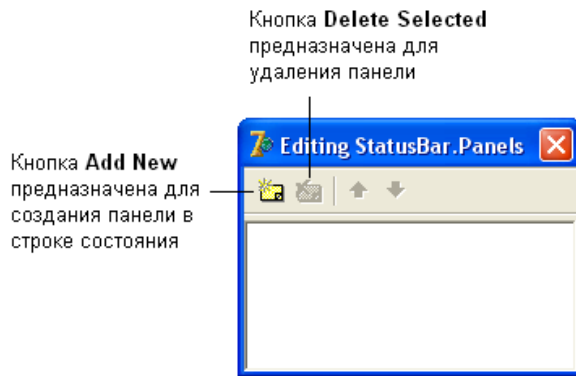 Кнопка Delete Selected
предназначена для
удаления панели
Editing StatusBar.Panels
Кнопка Add New
предназначена для
создания панели в
строке состояния